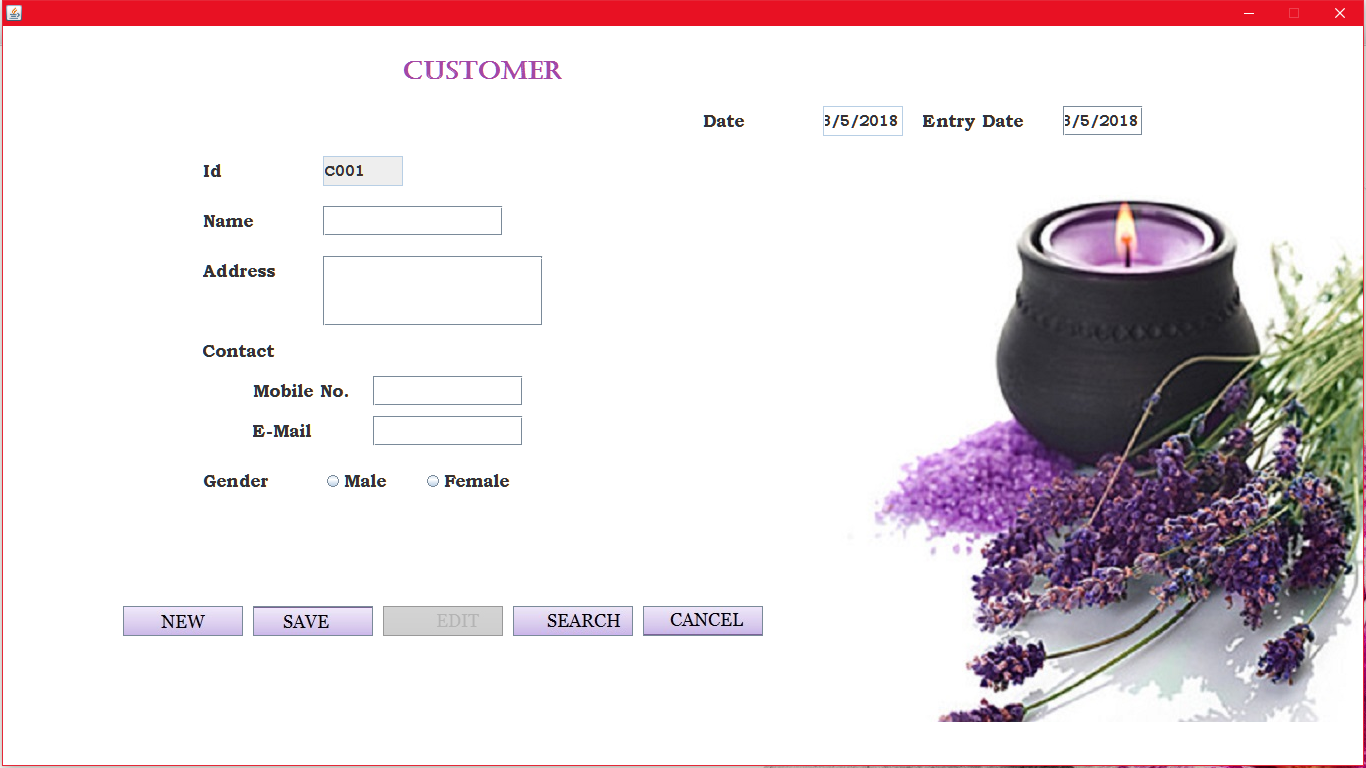 CUSTOMER
Date 3/5/2018 Entry Date 3/5/2018
Id C001
Name
Address
Contact
Mobile No.
E-Mail
Gender Male Female
NEW SAVE EDIT SEARCH CANCEL